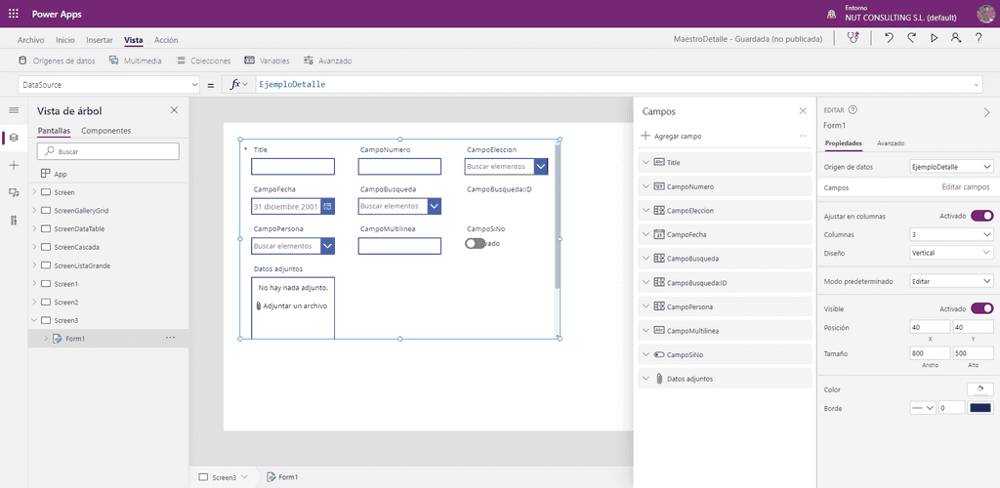 Power Apps
Entorno
NUT CONSULTING S.L. (default)
Archivo Inicio Insertar Vista Acción
MaestroDetalle - Guardada (no publicada)
Orígenes de datos Multimedia Colecciones Variables Avanzado
DataSource = fx EjemploDetalle
Vista de árbol
Pantallas Componentes
Buscar
App
Screen
ScreenGalleryGrid
ScreenDataTable
ScreenCascada
ScreenListaGrande
Screen1
Screen2
Screen3
Form1
* Title CampoNumero CampoEleccion
Buscar elementos
CampoFecha CampoBusqueda CampoBusqueda:ID
31 diciembre 2001 Buscar elementos
CampoPersona CampoMultilinea CampoSiNo
Buscar elementos vado
Datos adjuntos
No hay nada adjunto.
Adjuntar un archivo
Screen3 Form1
Campos
Agregar campo
Title
CampoNumero
CampoEleccion
CampoFecha
CampoBusqueda
CampoBusqueda:ID
CampoPersona
CampoMultilinea
CampoSiNo
Datos adjuntos
EDITAR
Form1
Propiedades Avanzado
Origen de datos EjemploDetalle
Campos Editar campos
Ajustar en columnas Activado
Columnas 3
Diseño Vertical
Modo predeterminado Editar
Visible Activado
Posición 40 40
X Y
Tamaño 800 500
Ancho Alto
Color
Borde 0